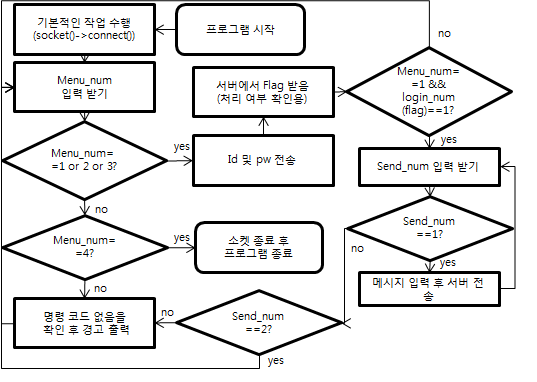 기본적인 작업 수행
(socket()->connect())
프로그램 시작
no
Menu_num
입력 받기
서버에서 Flag 받음
(처리 여부 확인용)
Menu_num=
=1 &&
login_num
(flag)==1?
yes
Menu_num=
=1 or 2 or 3?
yes
Id 및 pw 전송
Send_num 입력 받기
no
Menu_num=
=4?
yes
소켓 종료 후
프로그램 종료
Send_num
==1?
no
yes
no
메시지 입력 후 서버 전
송
명령 코드 없음을
확인 후 경고 출력
no
Send_num
==2?
yes